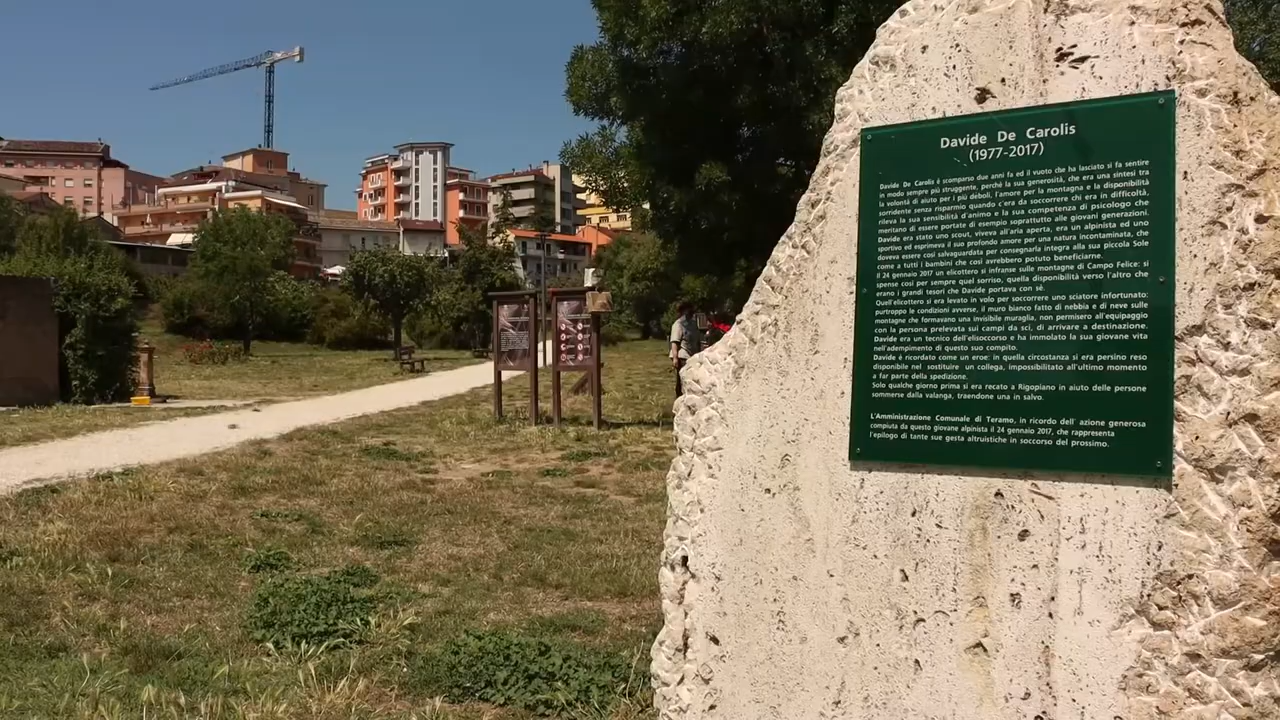 Davide De Carolis
(1977-2017)
Davide De Carolis è scomparso due anni fa ed il vuoto che ha lasciato si fa sentire
in modo sempre più struggente, perché la sua generosità, che era una sintesi tra
la volontà di aiuto per i più deboli, l'amore per la montagna e la disponibilità
sorridente senza risparmio quando c'era da soccorrere chi era in difficoltà,
rileva la sua sensibilità d'animo e la sua competenza di psicologo che
meritano di essere portate di esempio soprattutto alle giovani generazioni.
Davide era stato uno scout, viveva all'aria aperta, era un alpinista ed uno
sportivo ed esprimeva il suo profondo amore per una natura incontaminata, che
doveva essere così salvaguardata per consegnarla integra alla sua piccola Sole
come a tutti i bambini che così avrebbero potuto beneficiarne.
Il 24 gennaio 2017 un elicottero si infranse sulle montagne di Campo Felice: si
spense così per sempre quel sorriso, quella disponibilità verso l'altro che
erano i grandi tesori che Davide portava con sè.
Quell'elicottero si era levato in volo per soccorrere uno sciatore infortunato:
purtroppo le condizioni avverse, il muro bianco fatto di nebbia e di neve sulle
montagne che formavano una invisibile muraglia, non permisero all'equipaggio
con la persona prelevata sui campi da sci, di arrivare a destinazione.
Davide era un tecnico dell'elisoccorso e ha immolato la sua giovane vita
nell'adempimento di questo suo compito.
Davide è ricordato come un eroe: in quella circostanza si era persino reso
disponibile nel sostituire un collega, impossibilitato all'ultimo momento
a far parte della spedizione.
Solo qualche giorno prima si era recato a Rigopiano in aiuto delle persone
sommerse dalla valanga, traendone una in salvo.
L'Amministrazione Comunale di Teramo, in ricordo dell' azione generosa
compiuta da questo giovane alpinista il 24 gennaio 2017, che rappresenta
l'epilogo di tante sue gesta altruistiche in soccorso del prossimo.